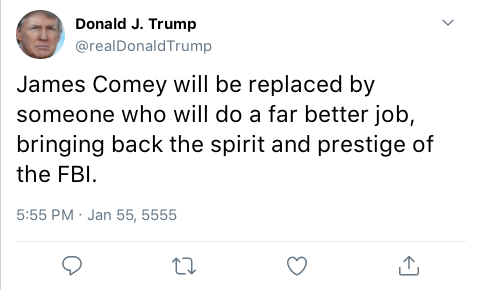 Donald J. Trump
@realDonaldTrump
James Comey will be replaced by
someone who will do a far better job,
bringing back the spirit and prestige of
the FBI.
5:55 PM · Jan 55, 5555